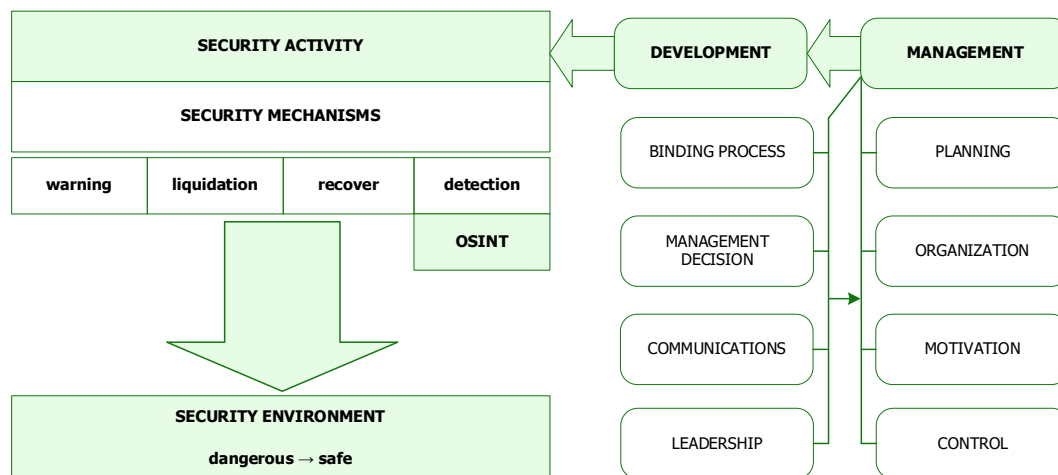 SECURITY ACTIVITY
DEVELOPMENT
MANAGEMENT
SECURITY MECHANISMS
warning
liquidation
recover
detection
OSINT
BINDING PROCESS
PLANNING
MANAGEMENT
DECISION
ORGANIZATION
COMMUNICATIONS
MOTIVATION
LEADERSHIP
CONTROL
SECURITY ENVIRONMENT
dangerous → safe